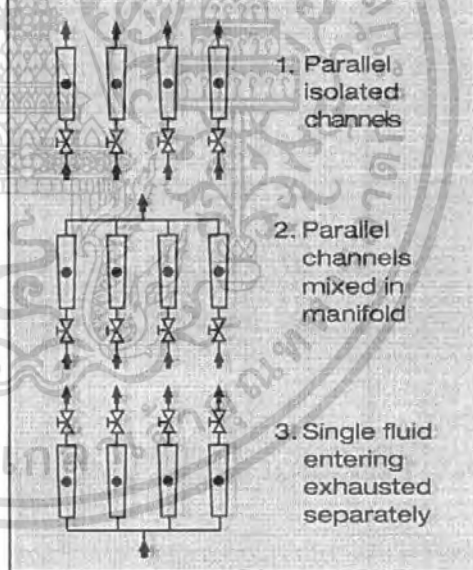 1. Parallel
isolated
channels
2. Parallel
channels
mixed in
manifold
3. Single fluid
entering
exhausted
separately